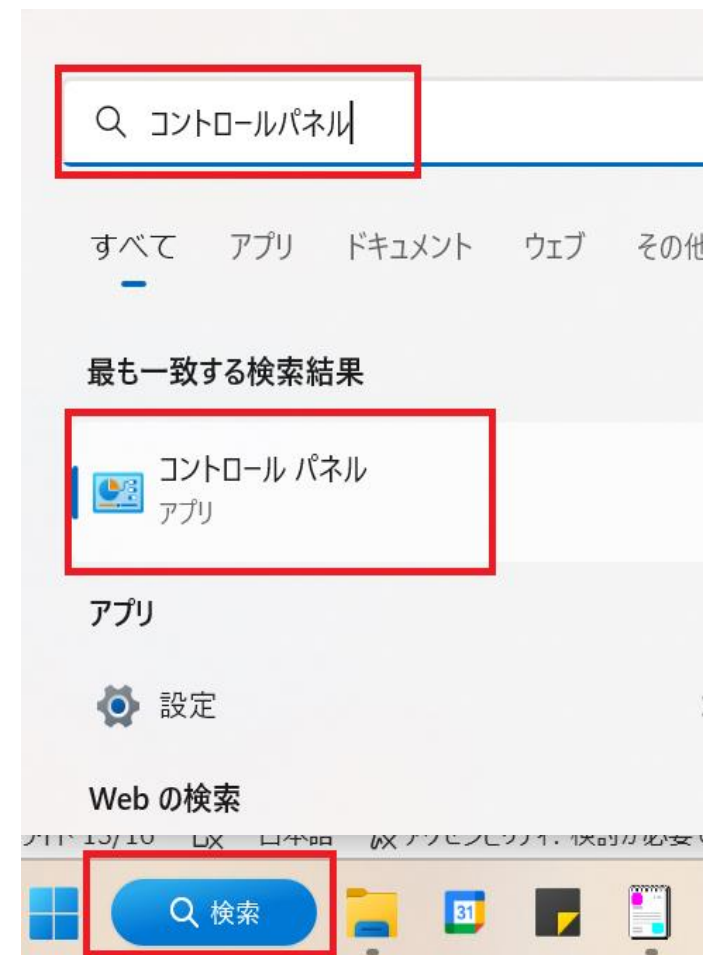 コントロールパネル
すべて アプリ ドキュメント ウェブ その他
最も一致する検索結果
コントロール パネル
アプリ
アプリ
設定
Web の検索
日本語
検索
31